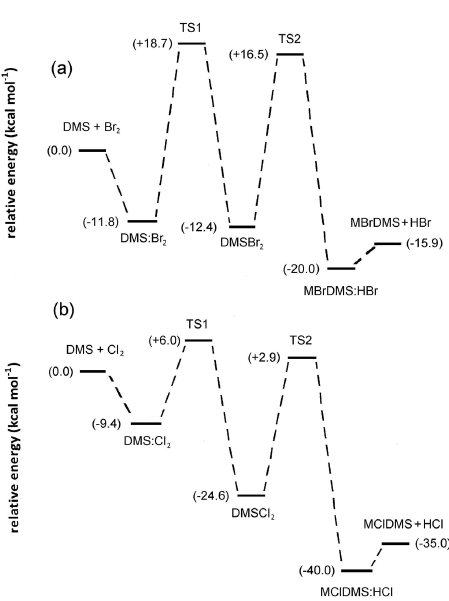 TS1
(+18.7)
TS2
(+16.5)
(a)
DMS + Br₂
(0.0)
(-11.8)
DMS:Br₂
(-12.4)
DMSBr₂
MBrDMS+HBr
(-15.9)
(-20.0)
MBrDMS:HBr
relative energy (kcal mol⁻¹)
(b)
TS1
(+6.0)
TS2
(+2.9)
DMS + Cl₂
(0.0)
(-9.4)
DMS:Cl₂
(-24.6)
DMSCl₂
MClDMS + HCl
(-35.0)
(-40.0)
MClDMS:HCl
relative energy (kcal mol⁻¹)